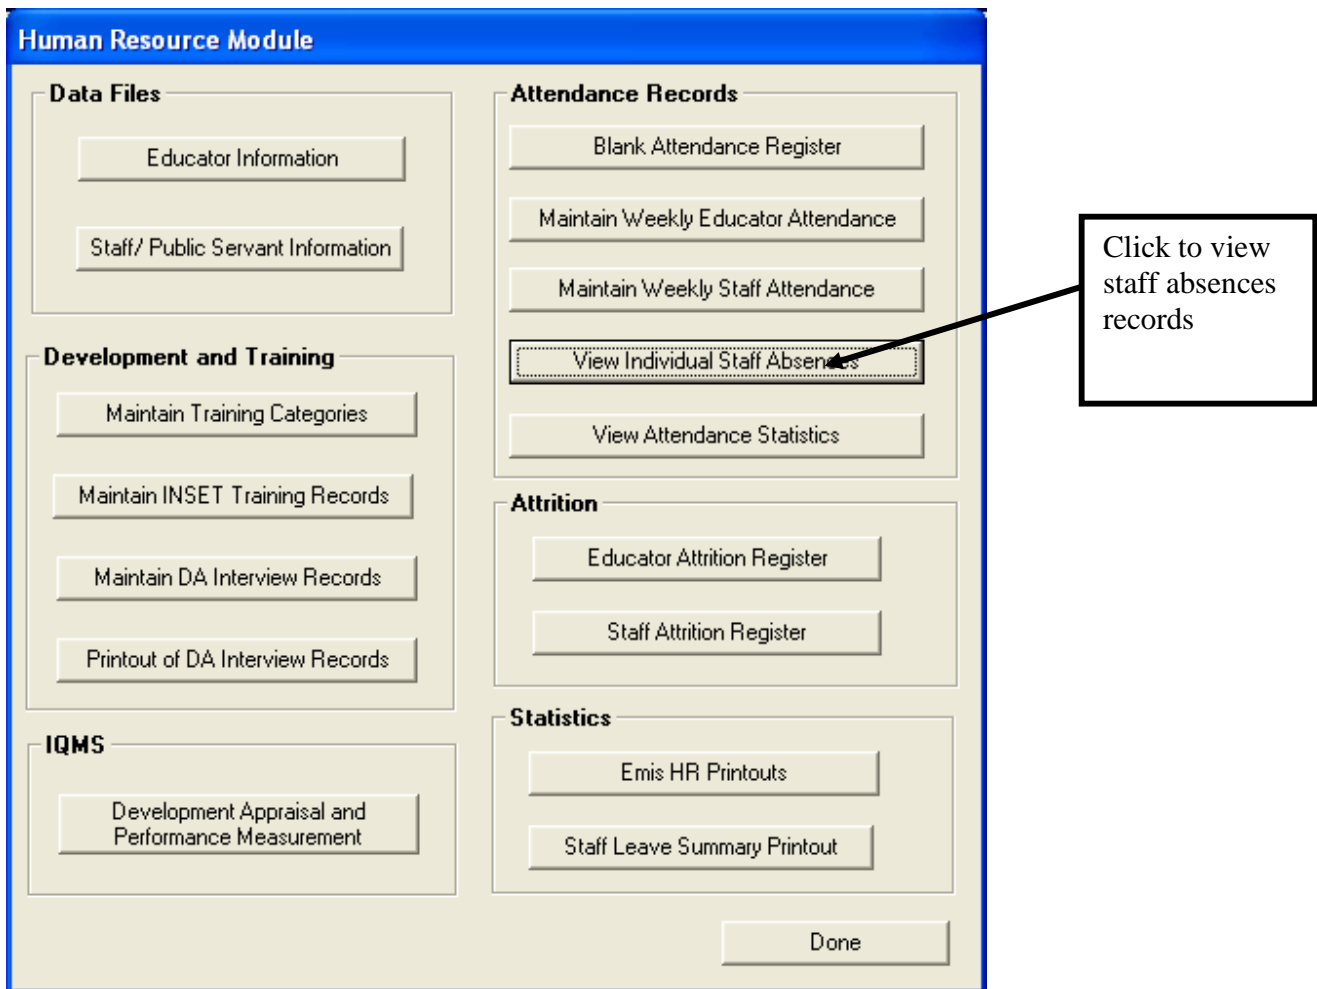 Human Resource Module
Data Files
Educator Information
Staff/ Public Servant Information
Development and Training
Maintain Training Categories
Maintain INSET Training Records
Maintain DA Interview Records
Printout of DA Interview Records
IQMS
Development Appraisal and
Performance Measurement
Attendance Records
Blank Attendance Register
Maintain Weekly Educator Attendance
Maintain Weekly Staff Attendance
View Individual Staff Absences
View Attendance Statistics
Attrition
Educator Attrition Register
Staff Attrition Register
Statistics
Emis HR Printouts
Staff Leave Summary Printout
Done
Click to view
staff absences
records